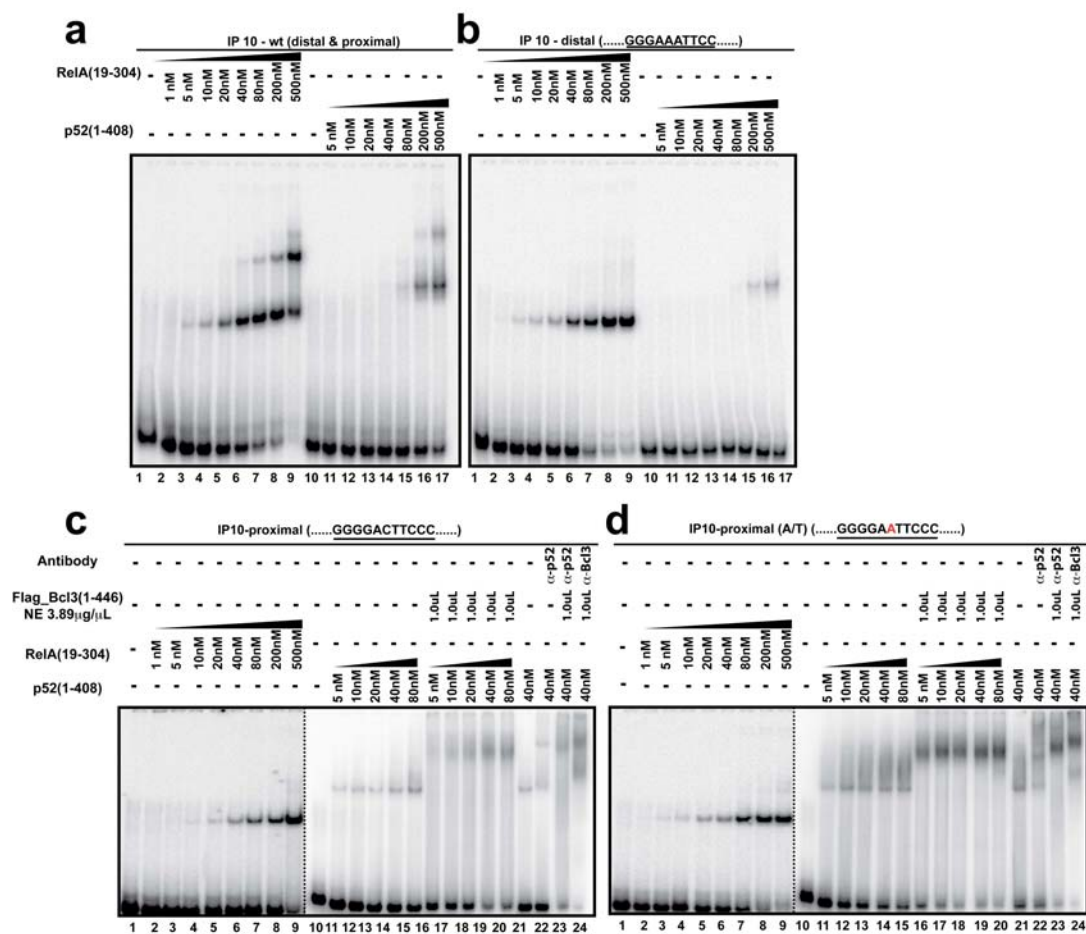 a
IP 10 - wt (distal & proximal)
RelA(19-304) - 1 nM 5 nM 10nM 20nM 40nM 80nM 200nM 500nM - - - - - - - -
p52(1-408) - - - - - - - - - - 5 nM 10nM 20nM 40nM 80nM 200nM 500nM
1 2 3 4 5 6 7 8 9 10 11 12 13 14 15 16 17
b
IP 10 - distal (......GGGAAATTCC......)
- 1 nM 5 nM 10nM 20nM 40nM 80nM 200nM 500nM - - - - - - - -
- - - - - - - - - - 5 nM 10nM 20nM 40nM 80nM 200nM 500nM
1 2 3 4 5 6 7 8 9 10 11 12 13 14 15 16 17
c
IP10-proximal (......GGGGACTTCCC......)
Antibody - - - - - - - - - - - - - - - - - - - - - α-p52 α-p52 α-Bcl3
Flag_Bcl3(1-446) - - - - - - - - - - - - - - - 1.0uL 1.0uL 1.0uL 1.0uL 1.0uL - - 1.0uL 1.0uL
NE 3.89μg/μL
RelA(19-304) - 1 nM 5 nM 10nM 20nM 40nM 80nM 200nM 500nM - - - - - - - - - - - - - - -
p52(1-408) - - - - - - - - - - 5 nM 10nM 20nM 40nM 80nM 5 nM 10nM 20nM 40nM 80nM 40nM 40nM 40nM 40nM
1 2 3 4 5 6 7 8 9 10 11 12 13 14 15 16 17 18 19 20 21 22 23 24
d
IP10-proximal (A/T) (......GGGGAATTCCC......)
- - - - - - - - - - - - - - - - - - - - - α-p52 α-p52 α-Bcl3
- - - - - - - - - - - - - - - 1.0uL 1.0uL 1.0uL 1.0uL 1.0uL - - 1.0uL 1.0uL
- 1 nM 5 nM 10nM 20nM 40nM 80nM 200nM 500nM - - - - - - - - - - - - - - -
- - - - - - - - - - 5 nM 10nM 20nM 40nM 80nM 5 nM 10nM 20nM 40nM 80nM 40nM 40nM 40nM 40nM
1 2 3 4 5 6 7 8 9 10 11 12 13 14 15 16 17 18 19 20 21 22 23 24